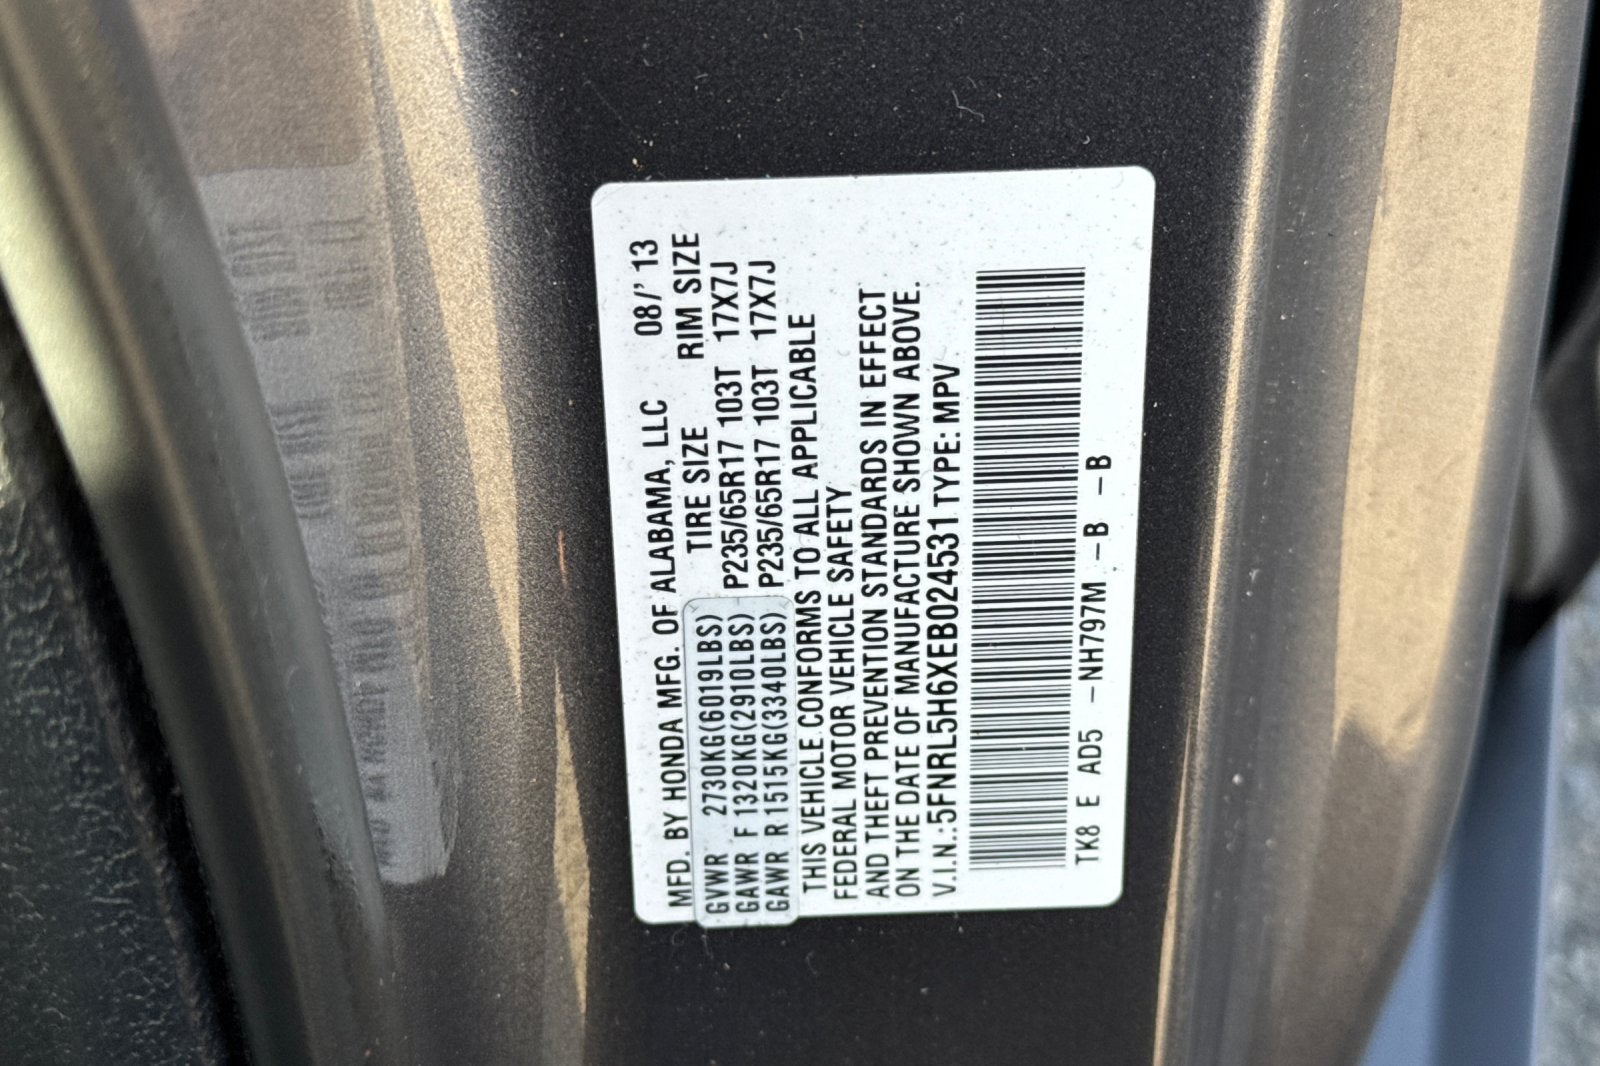 MFD. BY HONDA MFG. OF ALABAMA, LLC 08/'13
TIRE SIZE RIM SIZE
GVWR 2730KG(6019LBS)
GAWR F 1320KG(2910LBS) P235/65R17 103T 17X7J
GAWR R 1515KG(3340LBS) P235/65R17 103T 17X7J
THIS VEHICLE CONFORMS TO ALL APPLICABLE
FEDERAL MOTOR VEHICLE SAFETY
AND THEFT PREVENTION STANDARDS IN EFFECT
ON THE DATE OF MANUFACTURE SHOWN ABOVE.
V.I.N.:5FNRL5H6XEB024531 TYPE: MPV
TK8 E AD5 -NH797M -B -B